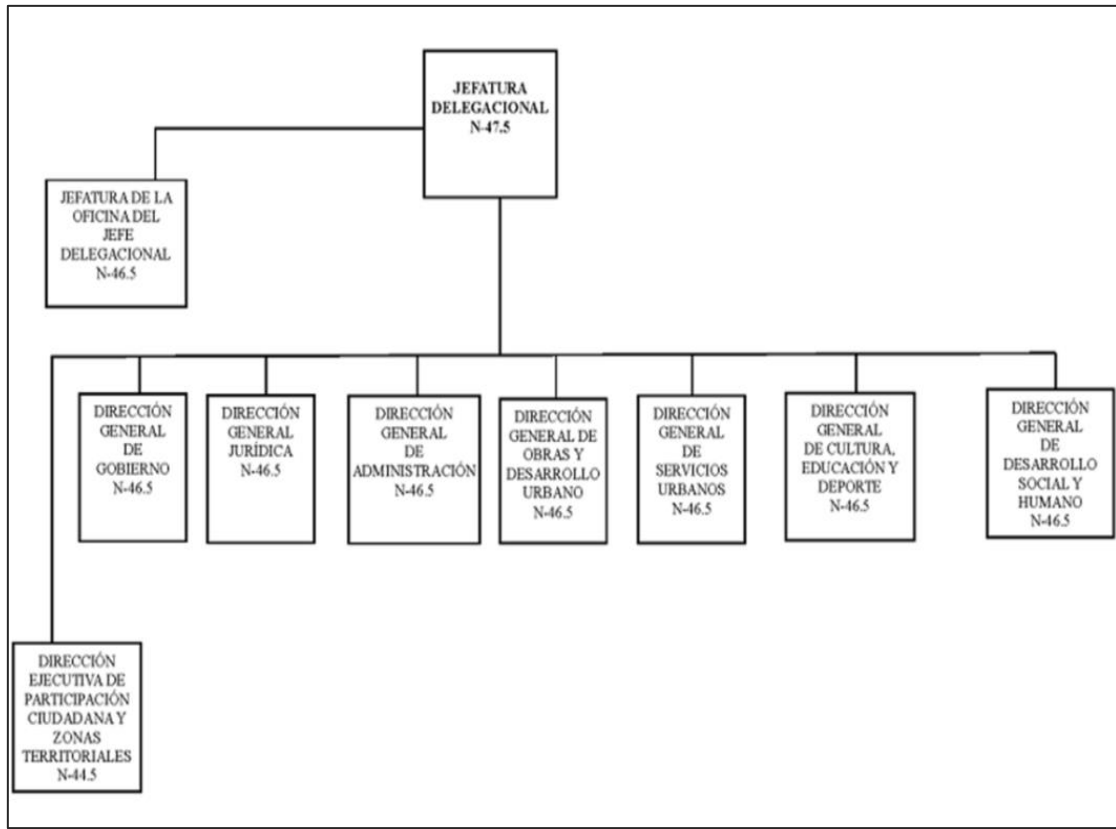 JEFATURA
DELEGACIONAL
N-47.5
JEFATURA DE LA
OFICINA DEL
JEFE
DELEGACIONAL
N-46.5
DIRECCIÓN
GENERAL
DE
GOBIERNO
N-46.5
DIRECCIÓN
GENERAL
JURÍDICA
N-46.5
DIRECCIÓN
GENERAL
DE
ADMINISTRACIÓN
N-46.5
DIRECCIÓN
GENERAL DE
OBRAS Y
DESARROLLO
URBANO
N-46.5
DIRECCIÓN
GENERAL
DE
SERVICIOS
URBANOS
N-46.5
DIRECCIÓN
GENERAL
DE CULTURA,
EDUCACIÓN Y
DEPORTE
N-46.5
DIRECCIÓN
GENERAL
DE
DESARROLLO
SOCIAL Y
HUMANO
N-46.5
DIRECCIÓN
EJECUTIVA DE
PARTICIPACIÓN
CIUDADANA Y
ZONAS
TERRITORIALES
N-44.5